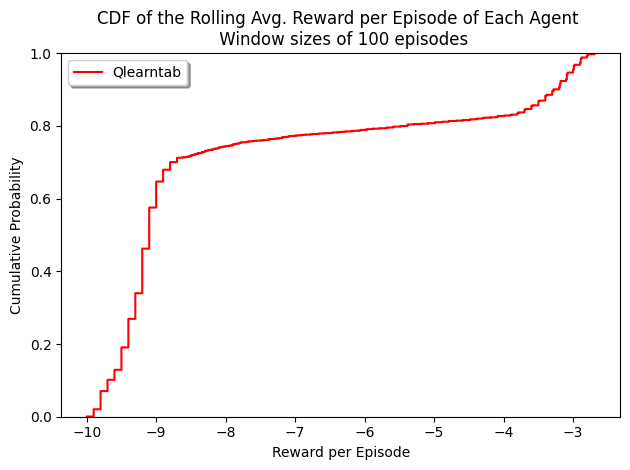 CDF of the Rolling Avg. Reward per Episode of Each Agent
Window sizes of 100 episodes
Qlearntab
1.0
0.8
0.6
0.4
0.2
0.0
Cumulative Probability
−10
−9
−8
−7
−6
−5
−4
−3
Reward per Episode